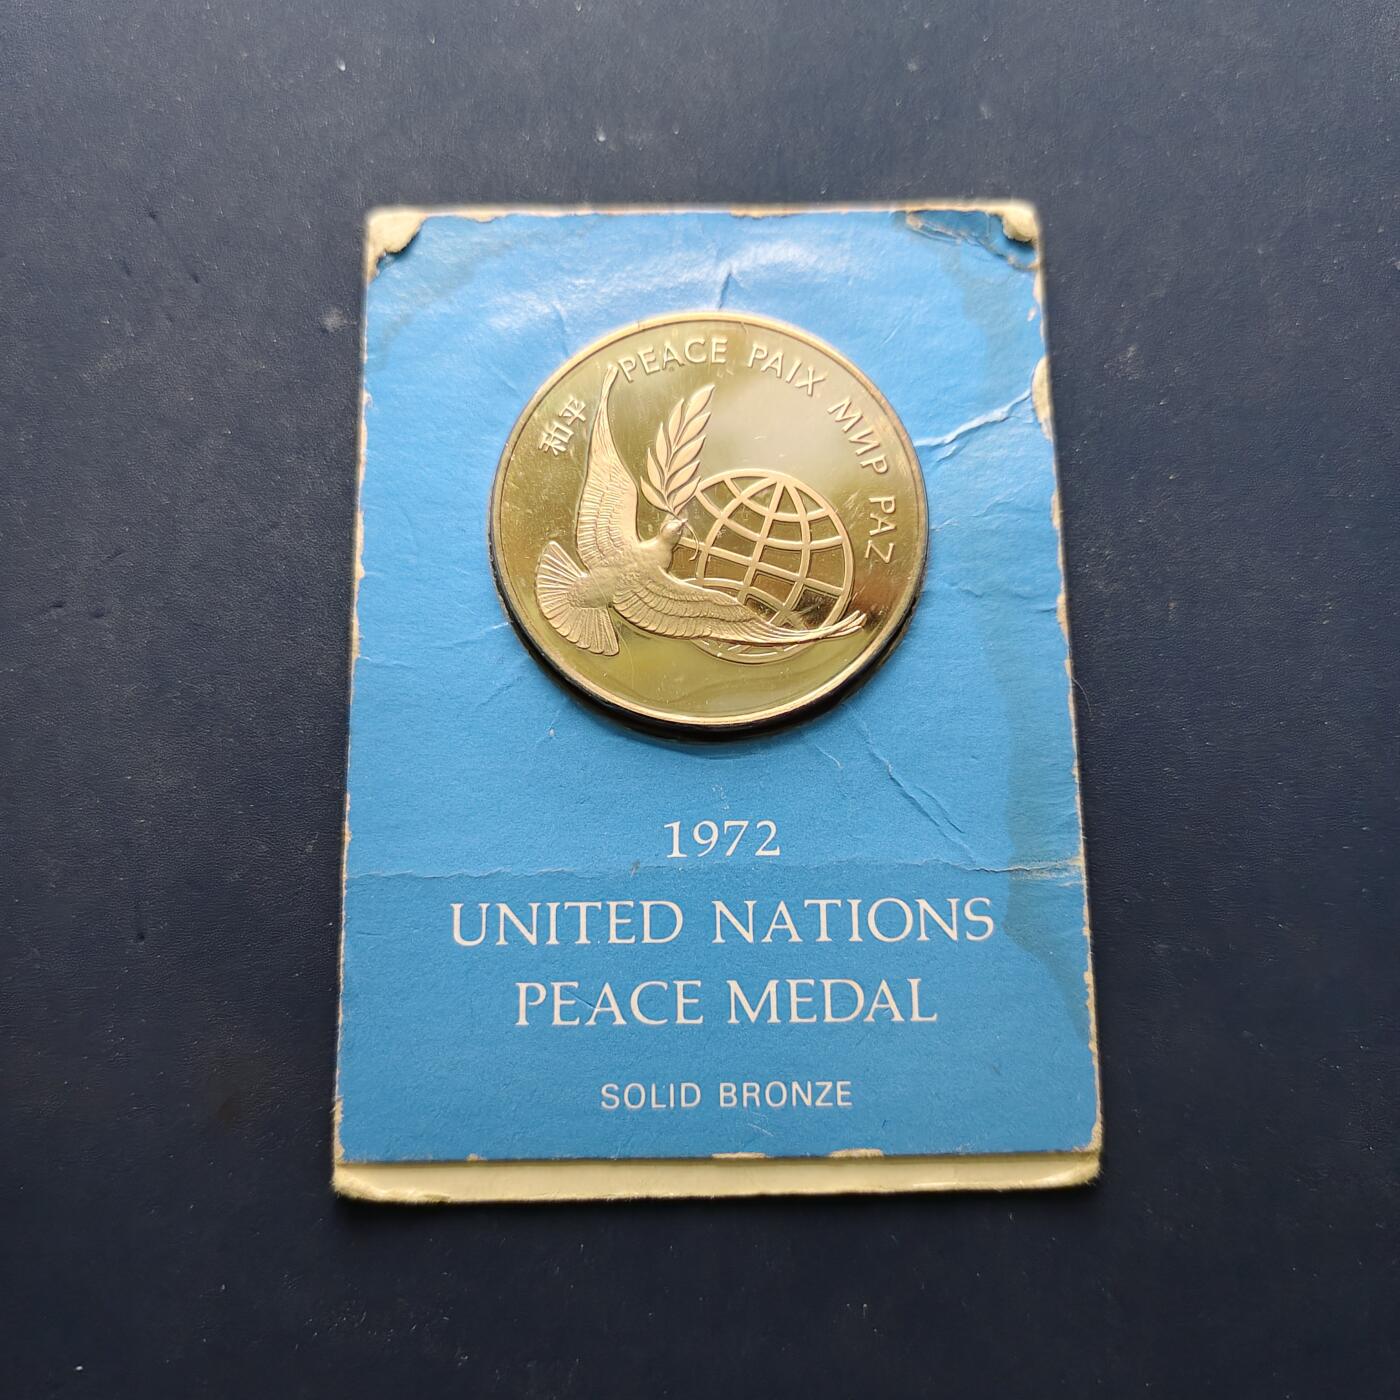 和平 PEACE PAIX МИР PAZ
1972
UNITED NATIONS
PEACE MEDAL
SOLID BRONZE